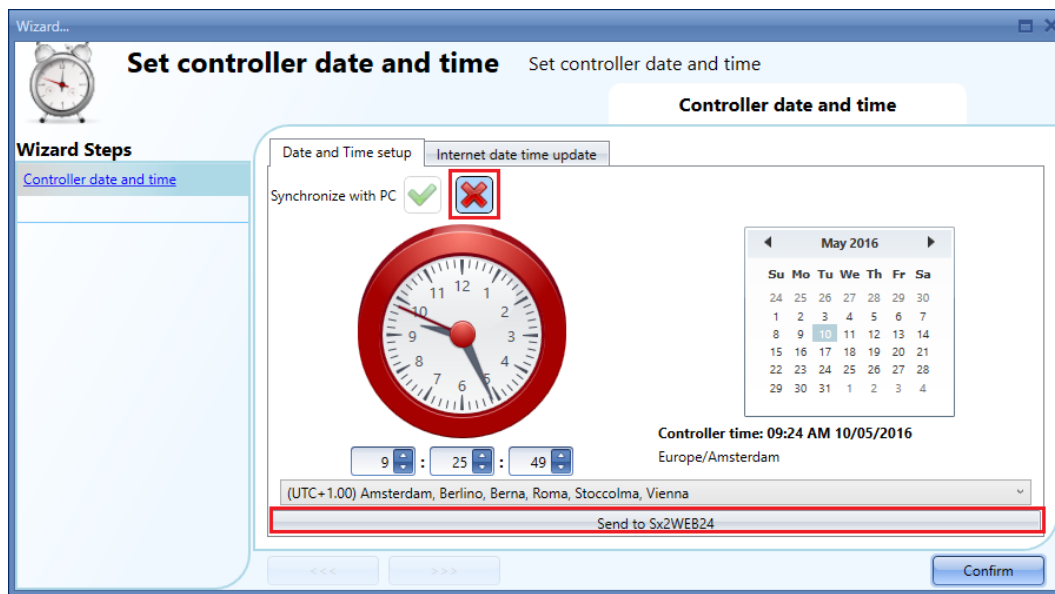 Wizard...
Set controller date and time
Set controller date and time
Controller date and time
Wizard Steps
Controller date and time
Date and Time setup
Internet date time update
Synchronize with PC
12
1
2
3
4
5
6
7
8
9
10
11
May 2016
Su Mo Tu We Th Fr Sa
24 25 26 27 28 29 30
1 2 3 4 5 6 7
8 9 10 11 12 13 14
15 16 17 18 19 20 21
22 23 24 25 26 27 28
29 30 31 1 2 3 4
Controller time: 09:24 AM 10/05/2016
Europe/Amsterdam
9 : 25 : 49
(UTC+1.00) Amsterdam, Berlino, Berna, Roma, Stoccolma, Vienna
Send to Sx2WEB24
<<<
>>>
Confirm